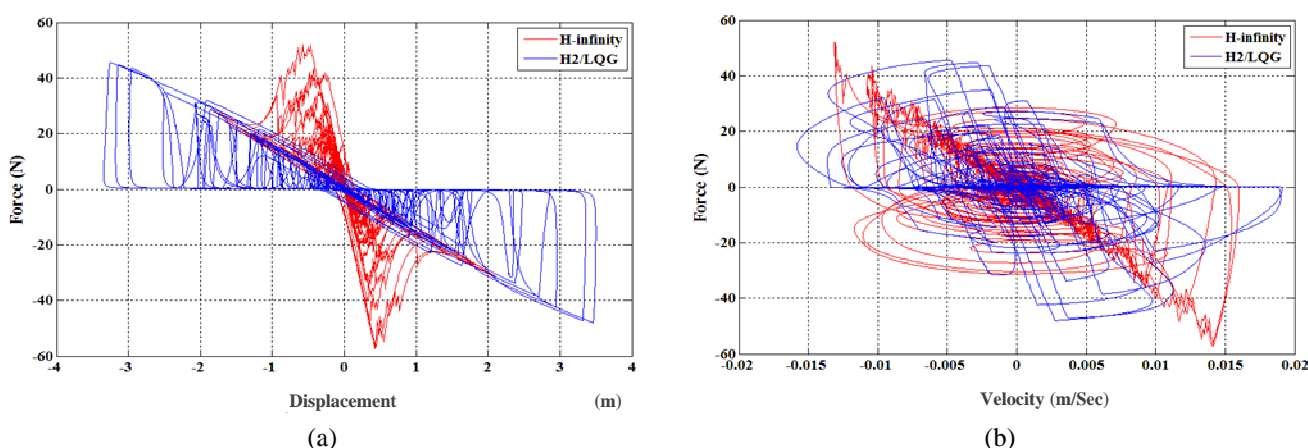 60
40
20
0
-20
-40
-60
Force (N)
H-infinity
H2/LQG
-4 -3 -2 -1 0 1 2 3 4
Displacement (m)
(a)
60
40
20
0
-20
-40
-60
Force (N)
H-infinity
H2/LQG
-0.02 -0.015 -0.01 -0.005 0 0.005 0.01 0.015 0.02
Velocity (m/Sec)
(b)